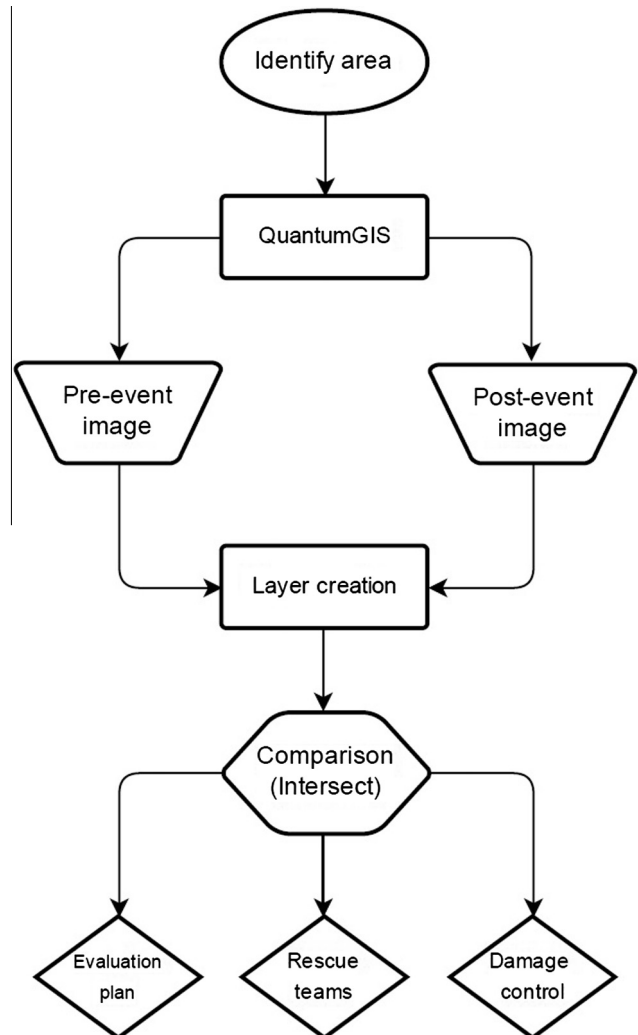 Identify area
QuantumGIS
Pre-event
image
Post-event
image
Layer creation
Comparison
(Intersect)
Evaluation
plan
Rescue
teams
Damage
control